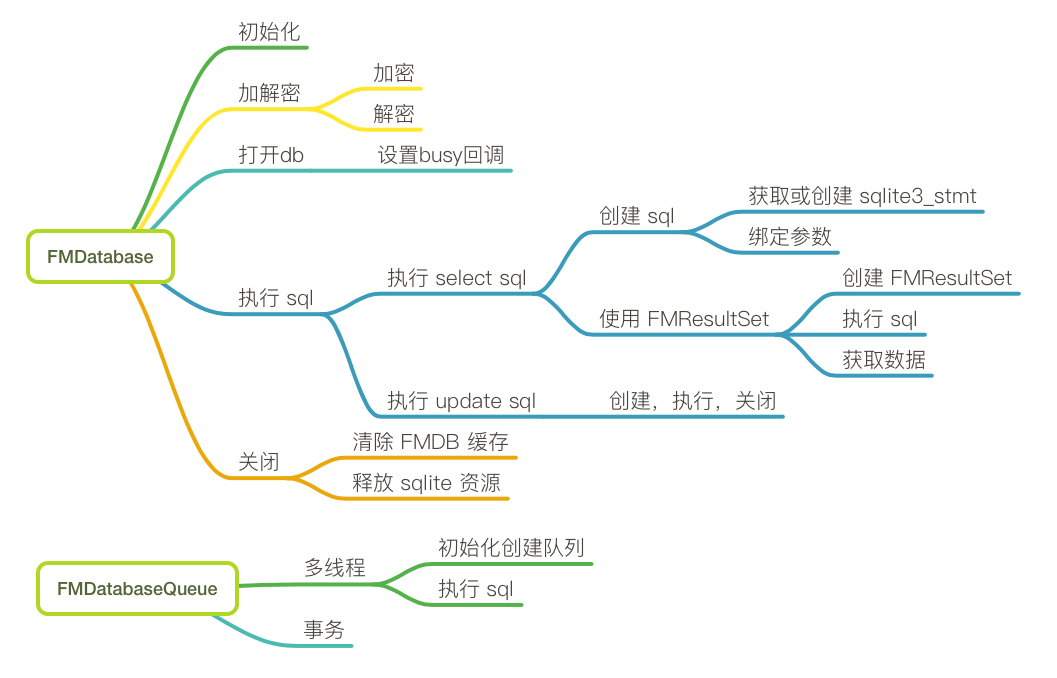 初始化
加解密
加密
解密
打开db
设置busy回调
FMDatabase
执行 sql
执行 select sql
创建 sql
获取或创建 sqlite3_stmt
绑定参数
使用 FMResultSet
创建 FMResultSet
执行 sql
获取数据
执行 update sql
创建，执行，关闭
关闭
清除 FMDB 缓存
释放 sqlite 资源
FMDatabaseQueue
多线程
初始化创建队列
执行 sql
事务